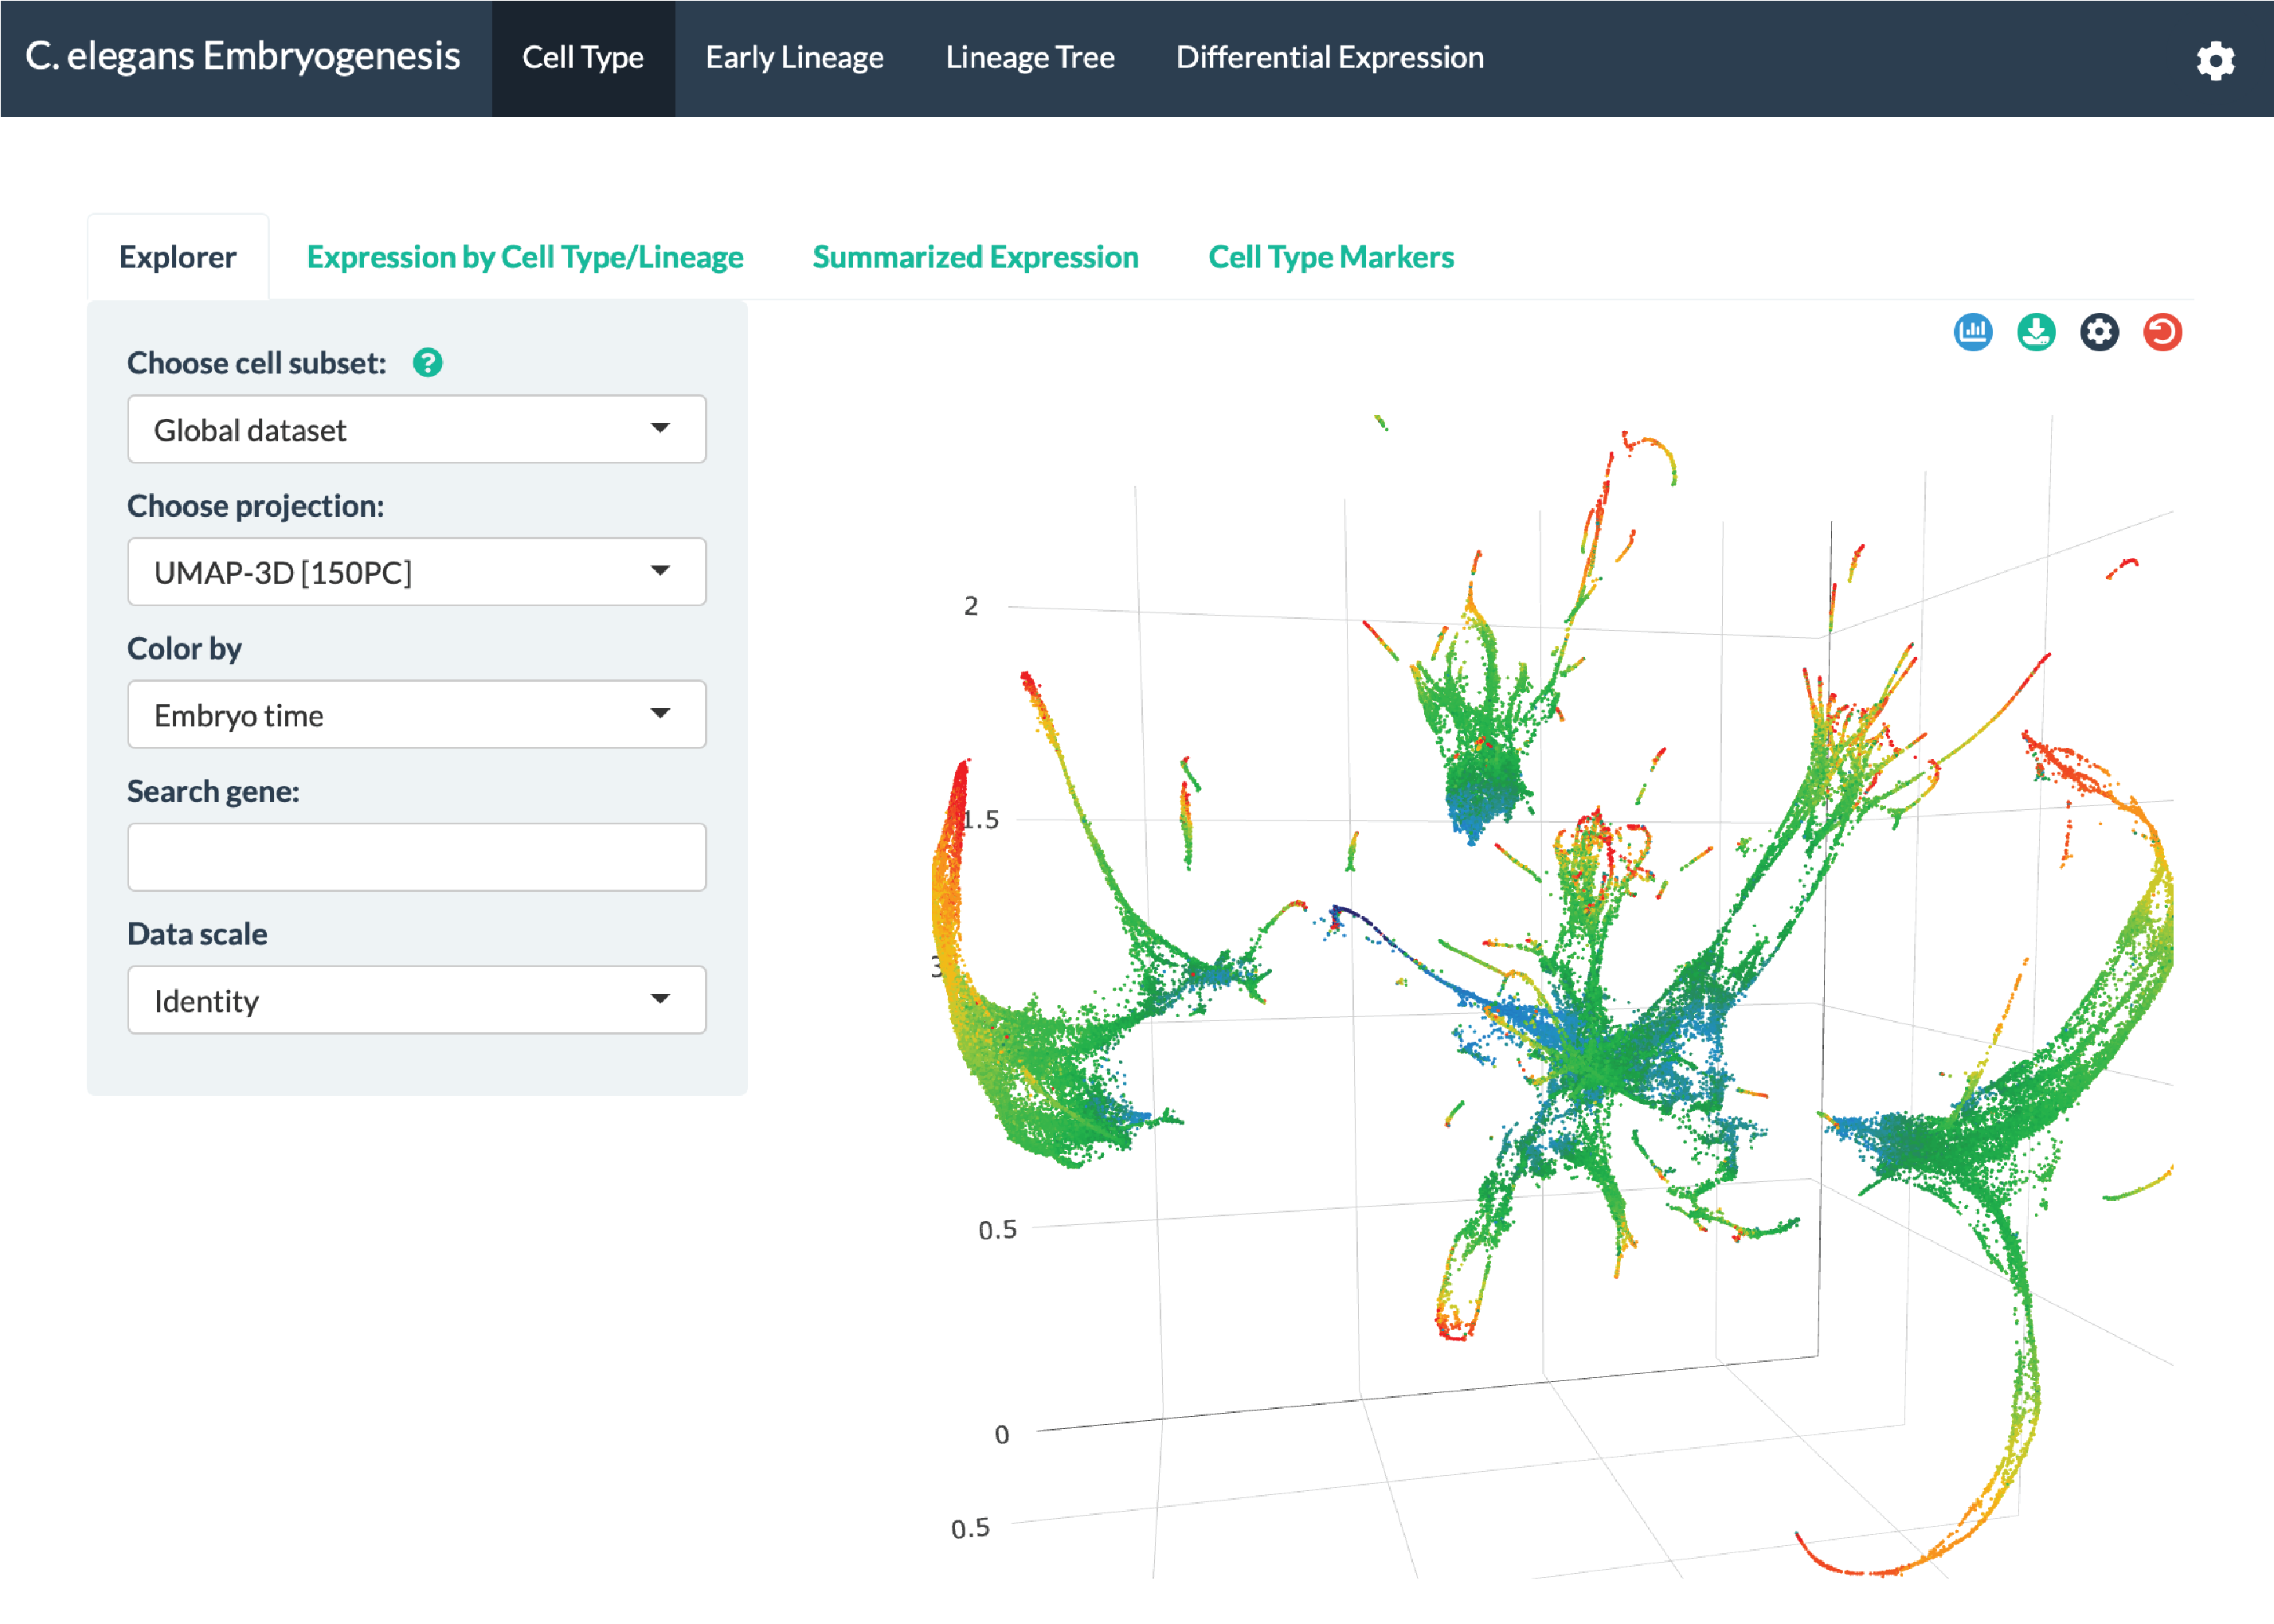 C. elegans Embryogenesis Cell Type Early Lineage Lineage Tree Differential Expression
Explorer Expression by Cell Type/Lineage Summarized Expression Cell Type Markers
Choose cell subset: ?
Global dataset
Choose projection:
UMAP-3D [150PC]
Color by
Embryo time
Search gene:
Data scale
Identity
2
1.5
3
0.5
0
0.5